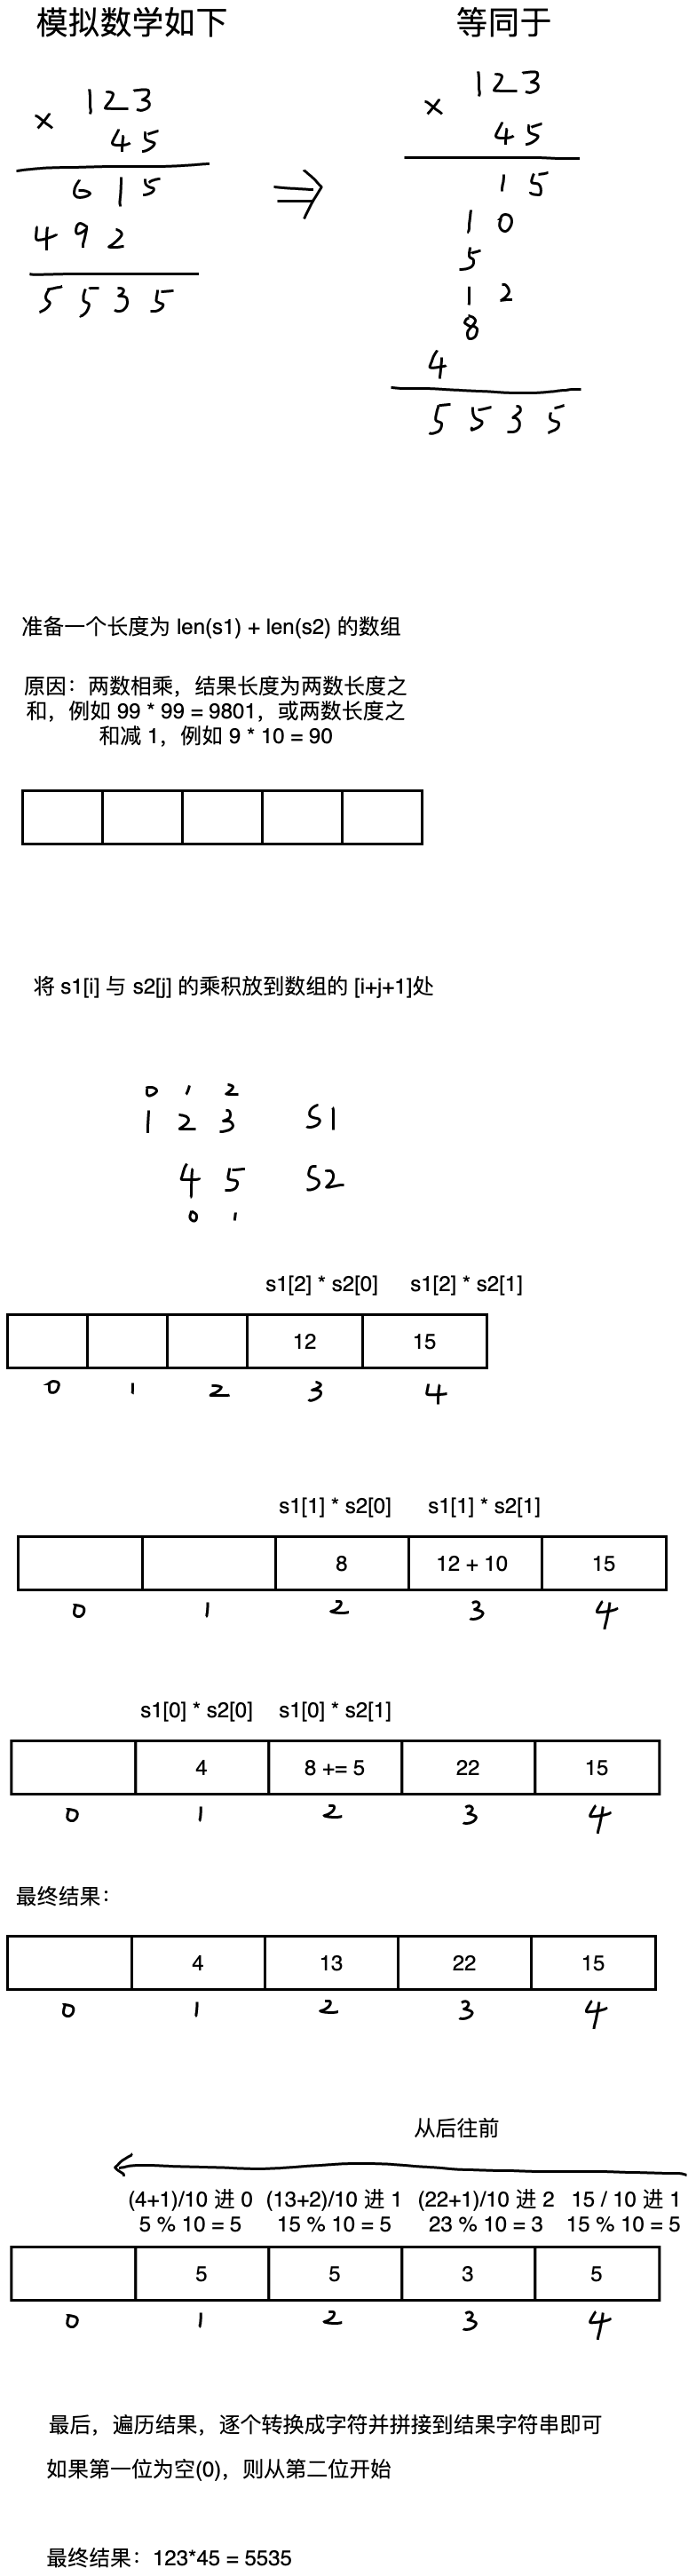 模拟数学如下
等同于
123
× 45
615
492
5535
⇒
123
× 45
15
10
5
12
8
4
5535
准备一个长度为 len(s1) + len(s2) 的数组
原因：两数相乘，结果长度为两数长度之
和，例如 99 * 99 = 9801，或两数长度之
和减 1，例如 9 * 10 = 90
将 s1[i] 与 s2[j] 的乘积放到数组的 [i+j+1]处
0 1 2
1 2 3 S1
4 5 S2
0 1
s1[2] * s2[0] s1[2] * s2[1]
12 15
0 1 2 3 4
s1[1] * s2[0] s1[1] * s2[1]
8 12 + 10 15
0 1 2 3 4
s1[0] * s2[0] s1[0] * s2[1]
4 8 += 5 22 15
0 1 2 3 4
最终结果：
4 13 22 15
0 1 2 3 4
从后往前
(4+1)/10 进 0 (13+2)/10 进 1 (22+1)/10 进 2 15 / 10 进 1
5 % 10 = 5 15 % 10 = 5 23 % 10 = 3 15 % 10 = 5
5 5 3 5
0 1 2 3 4
最后，遍历结果，逐个转换成字符并拼接到结果字符串即可
如果第一位为空(0)，则从第二位开始
最终结果：123*45 = 5535